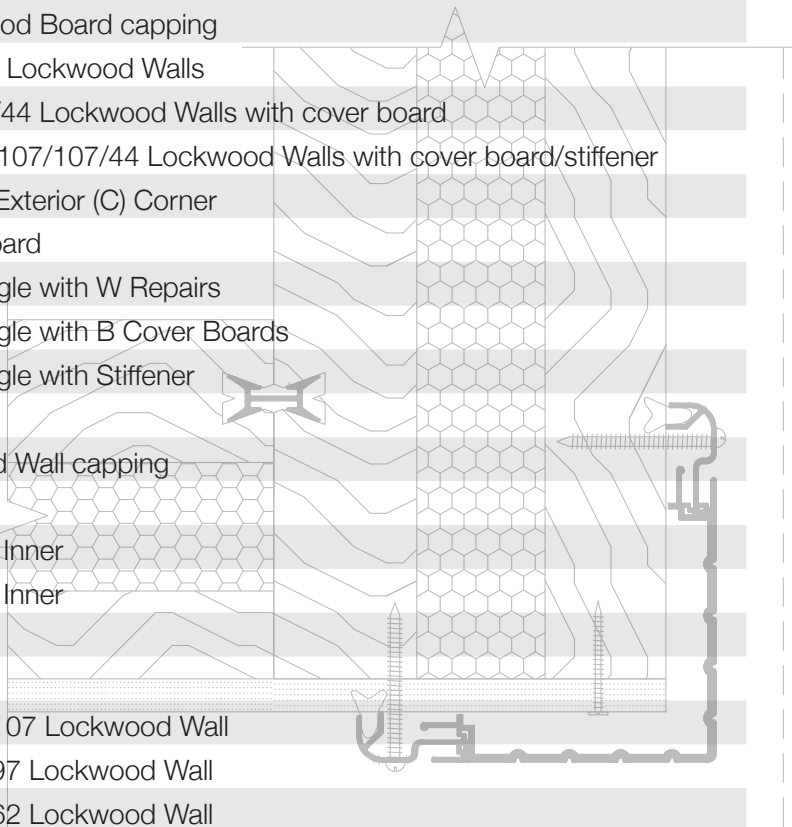 od Board capping
Lockwood Walls
/44 Lockwood Walls with cover board
107/107/44 Lockwood Walls with cover board/stiffener
Exterior (C) Corner
oard
gle with W Repairs
gle with B Cover Boards
gle with Stiffener
d Wall capping
Inner
Inner
07 Lockwood Wall
97 Lockwood Wall
62 Lockwood Wall